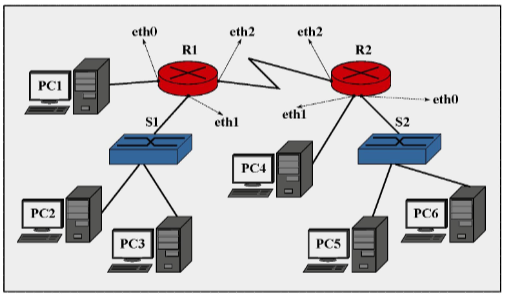 eth0
eth2
eth2
R1
R2
PC1
eth1
eth1
eth0
S1
S2
PC4
PC2
PC3
PC5
PC6